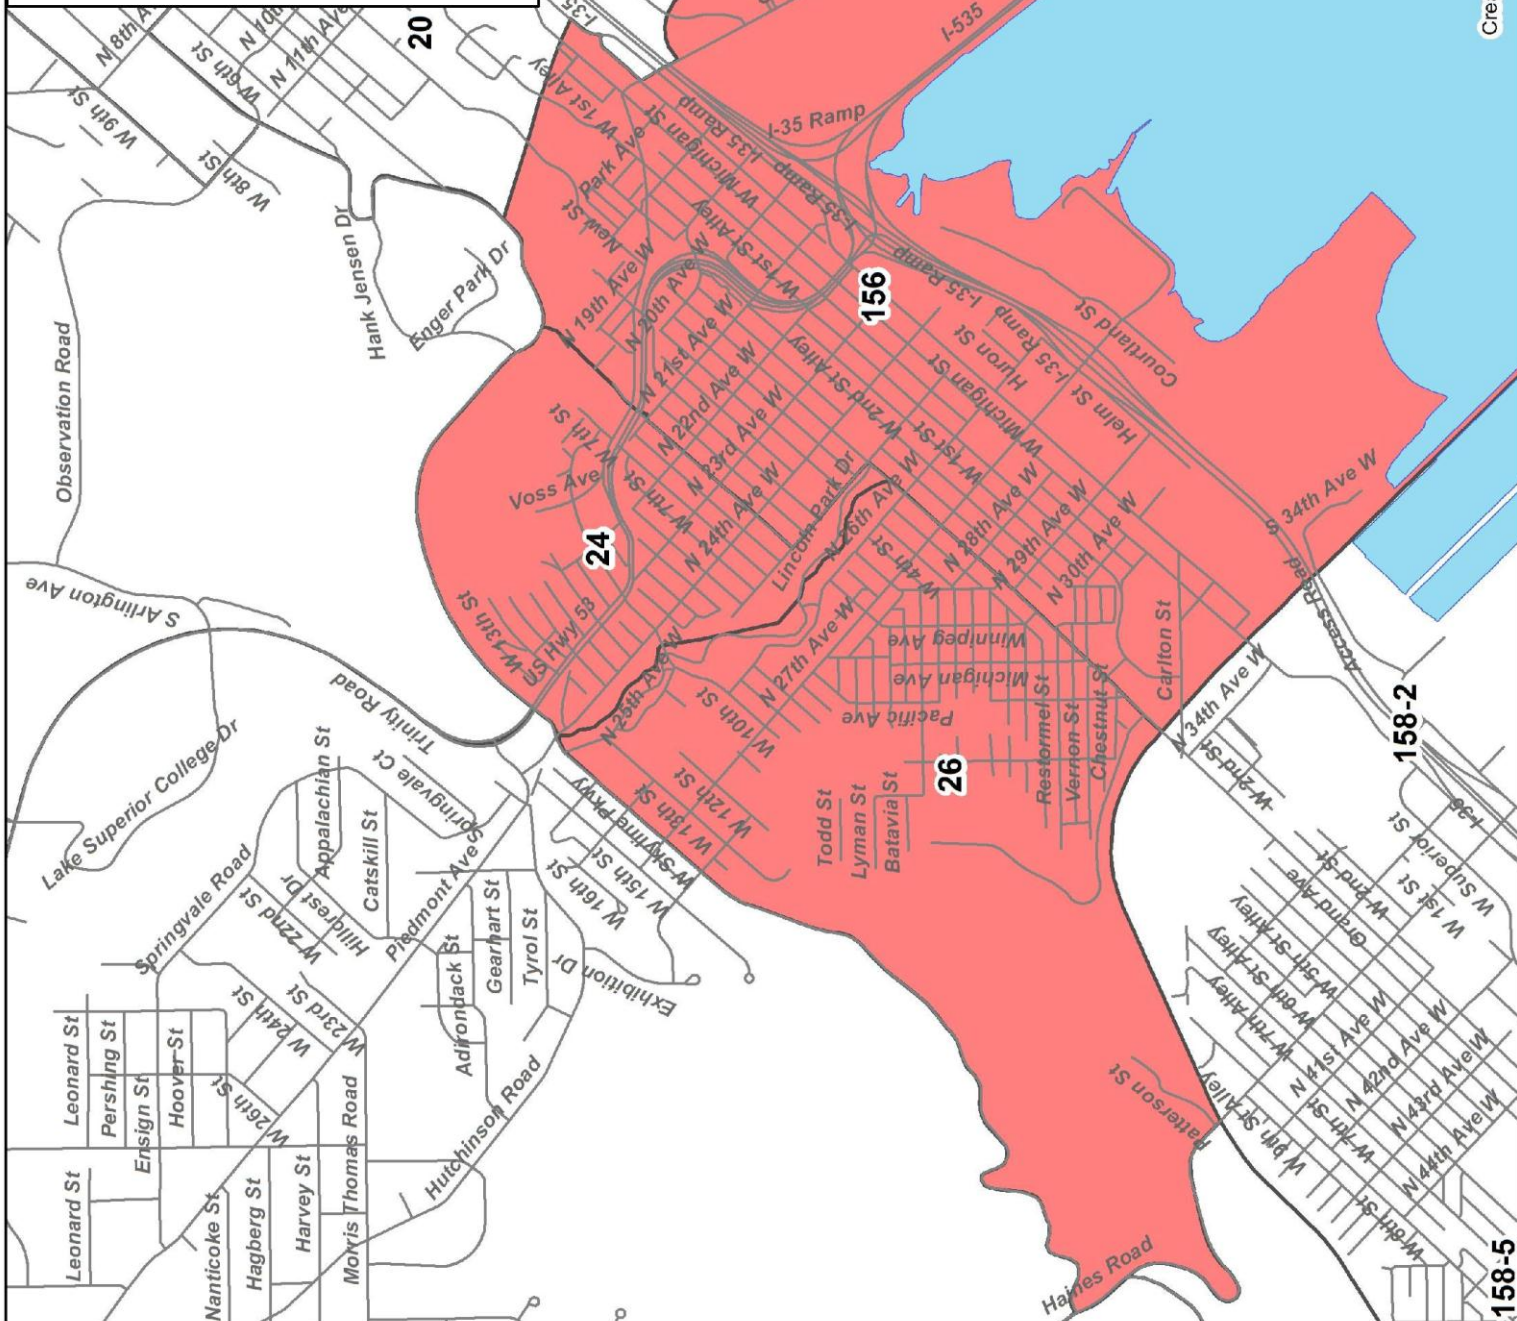 N 8th A
W 6th St
N 10th
N 11th Ave
20
I-35
I-535
Crea
W 9th St
W 8th St
W 1st Alley
Park Ave
New St
W Michigan St
I-35 Ramp
I-35 Ramp
I-35 Ramp
Hank Jensen Dr
Enger Park Dr
N 19th Ave W
N 20th Ave W
W 1st St Alley
W 1st St
I-35 Ramp
I-35 Ramp
156
Observation Road
N 21st Ave W
N 22nd Ave W
N 23rd Ave W
N 24th Ave W
W 2nd St Alley
W 2nd St
W 1st St
W 1st St
W Michigan St
W Michigan St
Huron St
Helm St
Courtland St
W 7th St
W 7th St
Voss Ave
24
Lincoln Park Dr
N 26th Ave W
W 4th St
N 28th Ave W
N 29th Ave W
N 30th Ave W
S 34th Ave W
Access Road
S Arlington Ave
W 13th St
US Hwy 53
N 25th Ave W
N 27th Ave W
W 10th St
Winnipeg Ave
Michigan Ave
Pacific Ave
Restormel St
Vernon St
Chestnut St
Carlton St
N 34th Ave W
W 2nd St
158-2
I-35
Trinity Road
Lake Superior College Dr
Springvale Road
Appalachian St
Springvale Ct
Catskill St
Hillcrest Dr
W 22nd St
Piedmont Ave
W Skyline Pkwy
W 13th St
W 12th St
W 15th St
W 16th St
Todd St
Lyman St
Batavia St
26
Adirondack St
Gearhart St
Tyrol St
Exhibition Dr
W 23rd St
W 24th St
W 26th St
Leonard St
Pershing St
Ensign St
Hoover St
Leonard St
Nanticoke St
Hagberg St
Harvey St
Morris Thomas Road
Hutchinson Road
W Superior St
W 1st St
W 2nd St
Grand Ave
W 5th St Alley
W 6th St Alley
W 7th Alley
N 41st Ave W
N 42nd Ave W
N 43rd Ave W
N 44th Ave W
W 7th St
W 9th St Alley
W 8th St
Patterson St
Haines Road
158-5